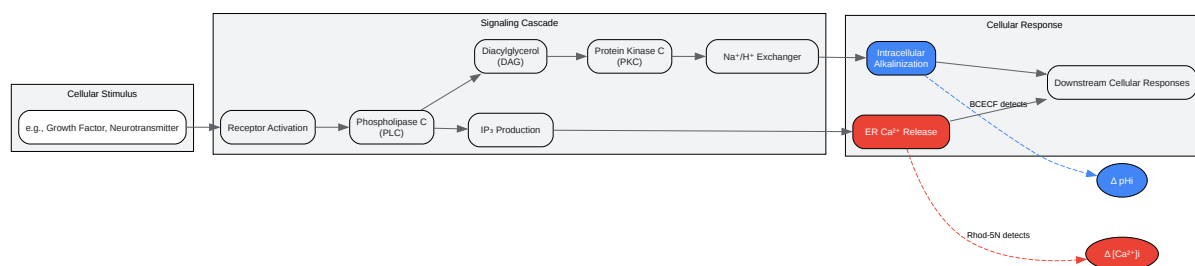 Cellular Stimulus
e.g., Growth Factor, Neurotransmitter
Signaling Cascade
Receptor Activation
Phospholipase C
(PLC)
Diacylglycerol
(DAG)
Protein Kinase C
(PKC)
Na⁺/H⁺ Exchanger
IP₃ Production
Cellular Response
Intracellular
Alkalinization
Downstream Cellular Responses
BCECF detects
ER Ca²⁺ Release
Δ pHi
Rhod-5N detects
Δ [Ca²⁺]i